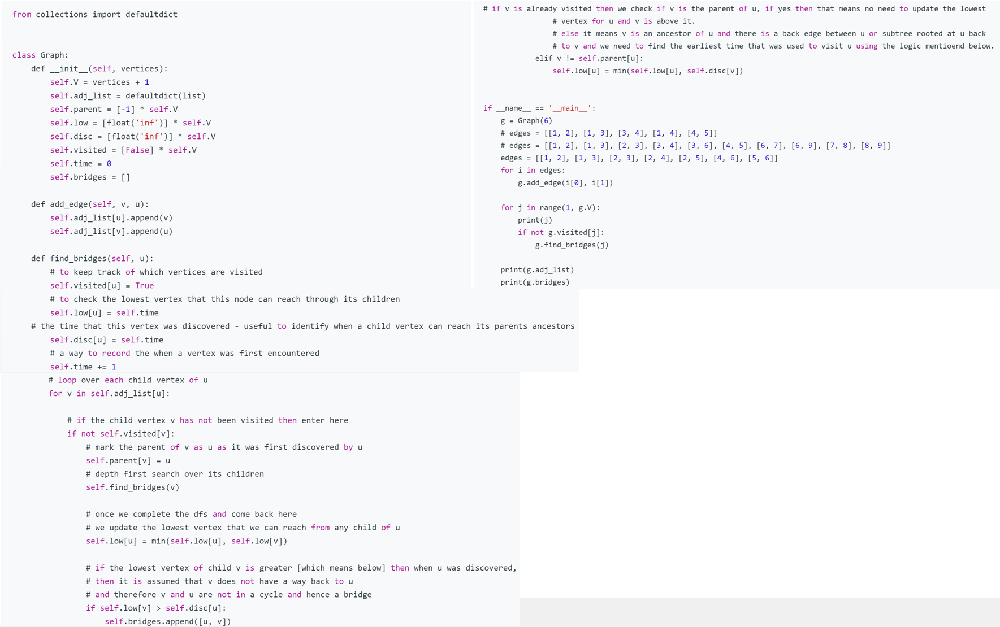 from collections import defaultdict
class Graph:
    def __init__(self, vertices):
        self.V = vertices + 1
        self.adj_list = defaultdict(list)
        self.parent = [-1] * self.V
        self.low = [float('inf')] * self.V
        self.disc = [float('inf')] * self.V
        self.visited = [False] * self.V
        self.time = 0
        self.bridges = []
    def add_edge(self, v, u):
        self.adj_list[u].append(v)
        self.adj_list[v].append(u)
    def find_bridges(self, u):
        # to keep track of which vertices are visited
        self.visited[u] = True
        # to check the lowest vertex that this node can reach through its children
        self.low[u] = self.time
    # the time that this vertex was discovered - useful to identify when a child vertex can reach its parents ancestors
        self.disc[u] = self.time
        # a way to record the when a vertex was first encountered
        self.time += 1
        # loop over each child vertex of u
        for v in self.adj_list[u]:
            # if the child vertex v has not been visited then enter here
            if not self.visited[v]:
                # mark the parent of v as u as it was first discovered by u
                self.parent[v] = u
                # depth first search over its children
                self.find_bridges(v)
                # once we complete the dfs and come back here
                # we update the lowest vertex that we can reach from any child of u
                self.low[u] = min(self.low[u], self.low[v])
                # if the lowest vertex of child v is greater [which means below] then when u was discovered,
                # then it is assumed that v does not have a way back to u
                # and therefore v and u are not in a cycle and hence a bridge
                if self.low[v] > self.disc[u]:
                    self.bridges.append([u, v])
# if v is already visited then we check if v is the parent of u, if yes then that means no need to update the lowest
                # vertex for u and v is above it.
                # else it means v is an ancestor of u and there is a back edge between u or subtree rooted at u back
                # to v and we need to find the earliest time that was used to visit u using the logic mentioend below.
            elif v != self.parent[u]:
                self.low[u] = min(self.low[u], self.disc[v])
if __name__ == '__main__':
    g = Graph(6)
    # edges = [[1, 2], [1, 3], [3, 4], [1, 4], [4, 5]]
    # edges = [[1, 2], [1, 3], [2, 3], [3, 4], [3, 6], [4, 5], [6, 7], [6, 9], [7, 8], [8, 9]]
    edges = [[1, 2], [1, 3], [2, 3], [2, 4], [2, 5], [4, 6], [5, 6]]
    for i in edges:
        g.add_edge(i[0], i[1])
    for j in range(1, g.V):
        print(j)
        if not g.visited[j]:
            g.find_bridges(j)
    print(g.adj_list)
    print(g.bridges)